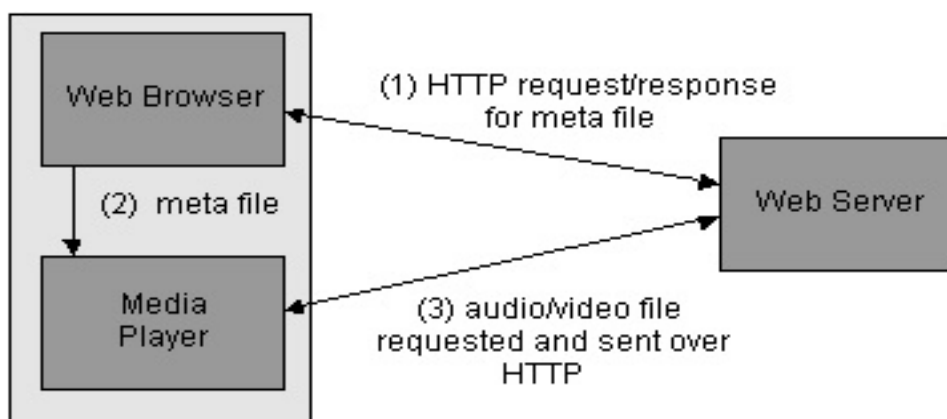 Web Browser
(1) HTTP request/response
for meta file
Web Server
(2) meta file
Media
Player
(3) audio/video file
requested and sent over
HTTP